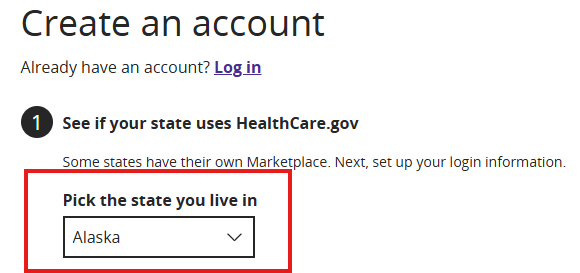 Create an account
Already have an account? Log in
1 See if your state uses HealthCare.gov
Some states have their own Marketplace. Next, set up your login information.
Pick the state you live in
Alaska